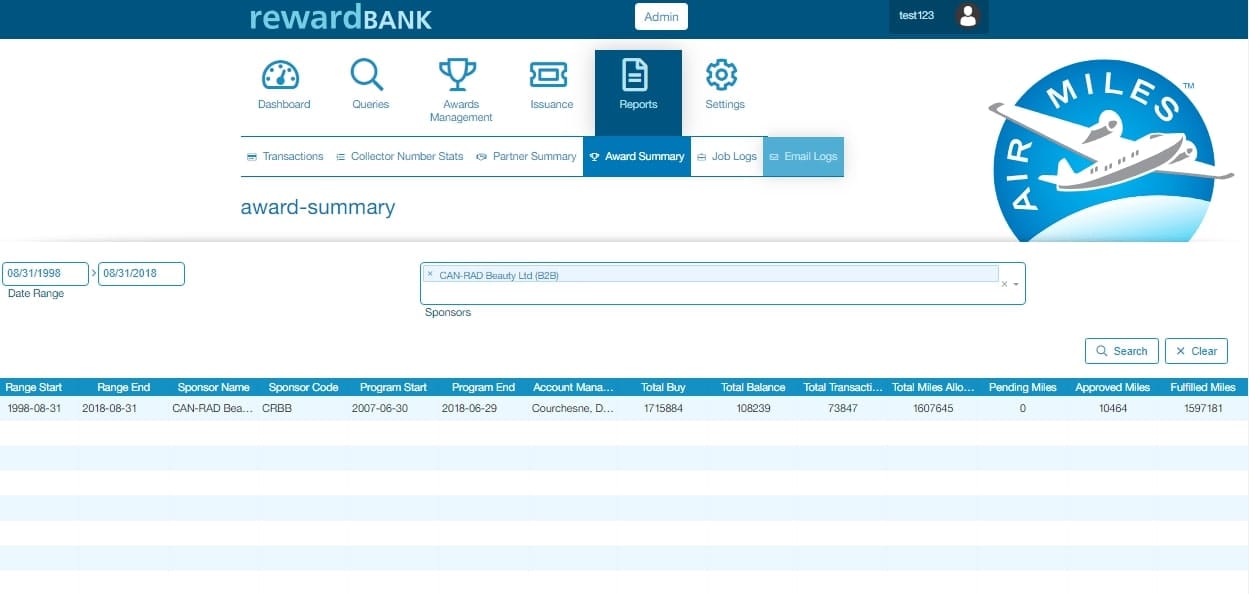 rewardBANK
Admin
test123
Dashboard
Queries
Awards
Management
Issuance
Reports
Settings
AIR MILES
TM
Transactions
Collector Number Stats
Partner Summary
Award Summary
Job Logs
Email Logs
award-summary
08/31/1998 > 08/31/2018
Date Range
× CAN-RAD Beauty Ltd (B2B)
×
Sponsors
Search
× Clear
Range Start Range End Sponsor Name Sponsor Code Program Start Program End Account Mana... Total Buy Total Balance Total Transacti... Total Miles Allo... Pending Miles Approved Miles Fulfilled Miles
1998-08-31 2018-08-31 CAN-RAD Bea... CRBB 2007-06-30 2018-06-29 Courchesne, D... 1715884 108239 73847 1607645 0 10464 1597181